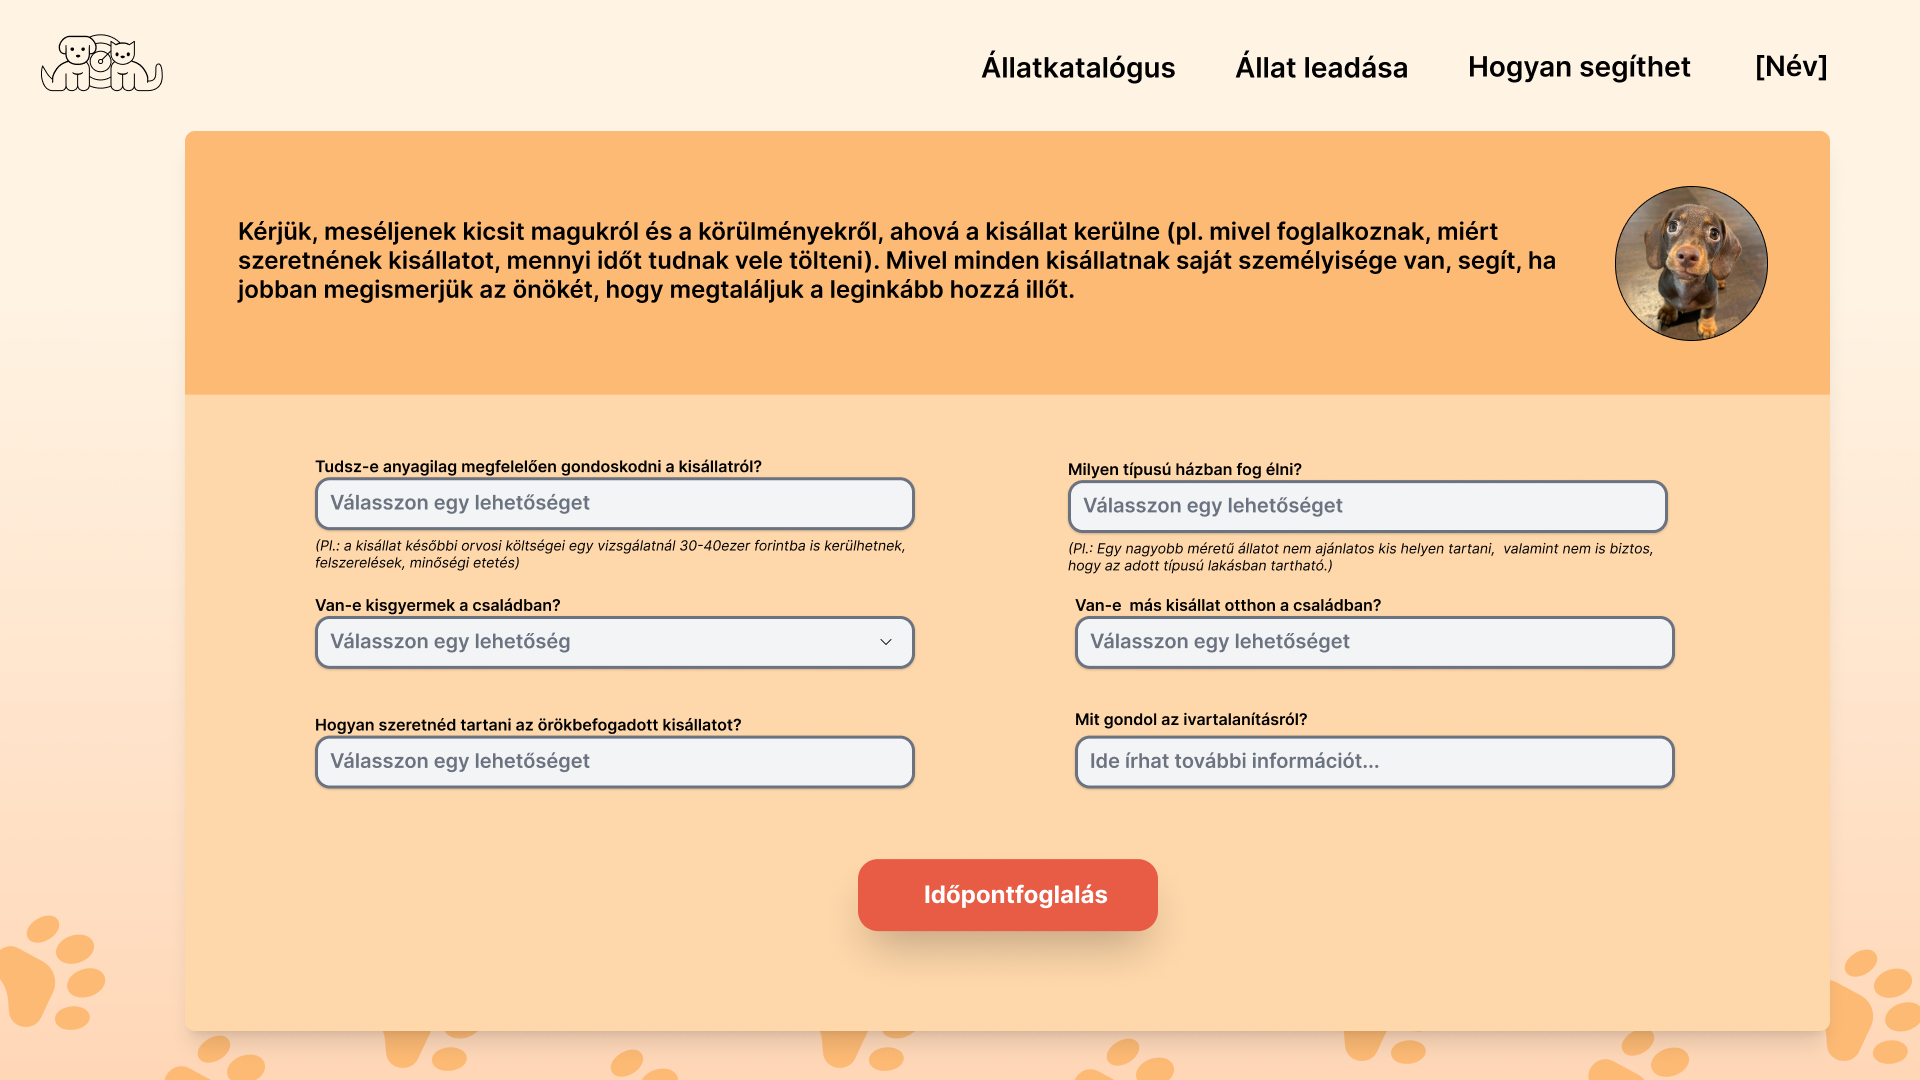 Állatkatalógus
Állat leadása
Hogyan segíthet
[Név]
Kérjük, meséljenek kicsit magukról és a körülményekről, ahová a kisállat kerülne (pl. mivel foglalkoznak, miért
szeretnének kisállatot, mennyi időt tudnak vele tölteni). Mivel minden kisállatnak saját személyisége van, segít, ha
jobban megismerjük az önökét, hogy megtaláljuk a leginkább hozzá illőt.
Tudsz-e anyagilag megfelelően gondoskodni a kisállatról?
Válasszon egy lehetőséget
(Pl.: a kisállat későbbi orvosi költségei egy vizsgálatnál 30-40ezer forintba is kerülhetnek,
felszerelések, minőségi etetés)
Milyen típusú házban fog élni?
Válasszon egy lehetőséget
(Pl.: Egy nagyobb méretű állatot nem ajánlatos kis helyen tartani,  valamint nem is biztos,
hogy az adott típusú lakásban tartható.)
Van-e kisgyermek a családban?
Válasszon egy lehetőség
Van-e  más kisállat otthon a családban?
Válasszon egy lehetőséget
Hogyan szeretnéd tartani az örökbefogadott kisállatot?
Válasszon egy lehetőséget
Mit gondol az ivartalanításról?
Ide írhat további információt...
Időpontfoglalás